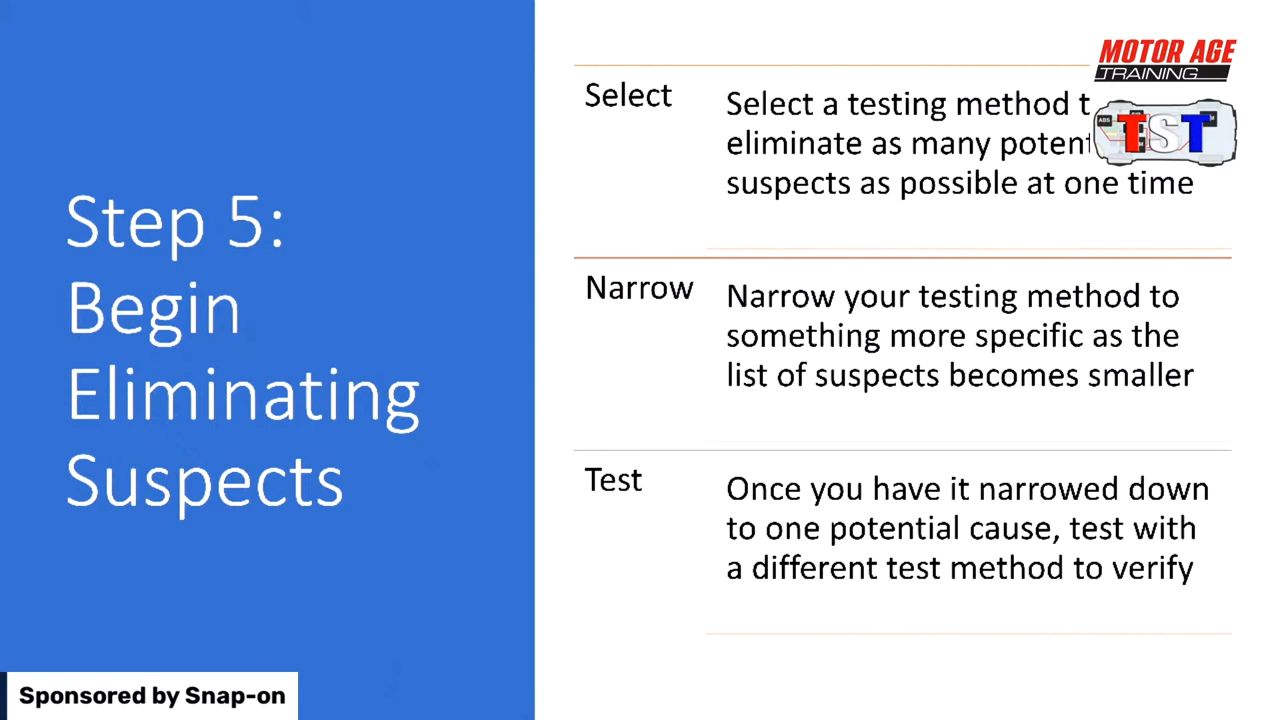 Step 5:
Begin
Eliminating
Suspects
Select
Select a testing method t
eliminate as many potent
suspects as possible at one time
Narrow
Narrow your testing method to
something more specific as the
list of suspects becomes smaller
Test
Once you have it narrowed down
to one potential cause, test with
a different test method to verify
MOTOR AGE
TRAINING
ABS
TST
Sponsored by Snap-on